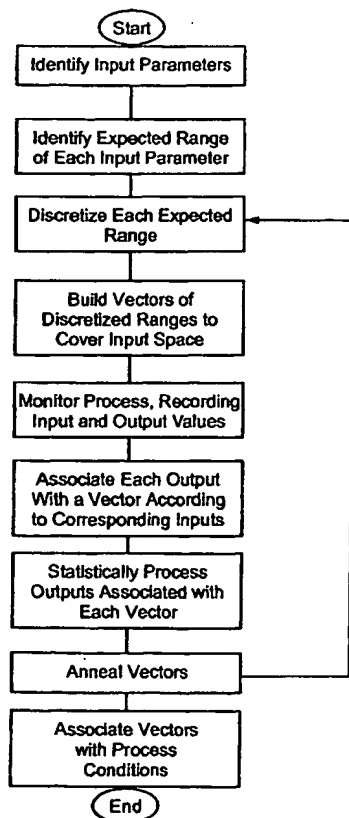 Start
Identify Input Parameters
Identify Expected Range
of Each Input Parameter
Discretize Each Expected
Range
Build Vectors of
Discretized Ranges to
Cover Input Space
Monitor Process, Recording
Input and Output Values
Associate Each Output
With a Vector According
to Corresponding Inputs
Statistically Process
Outputs Associated with
Each Vector
Anneal Vectors
Associate Vectors
with Process
Conditions
End